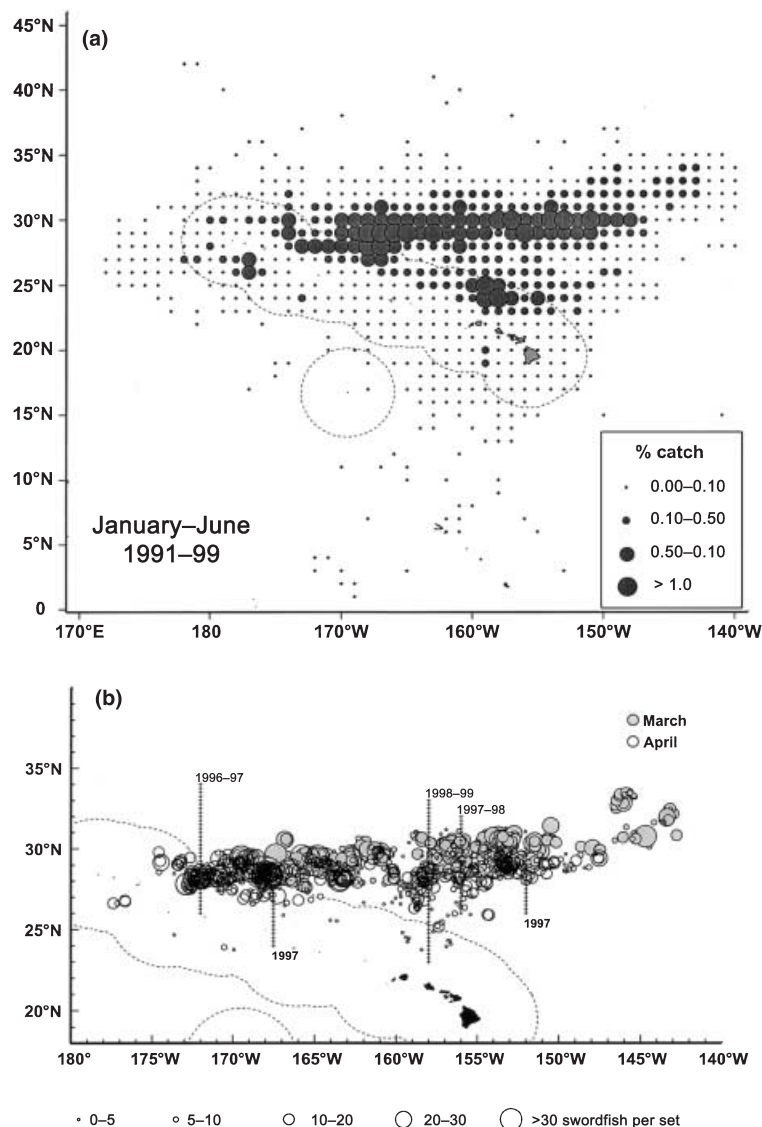 45°N
(a)
40°N
35°N
30°N
25°N
20°N
15°N
10°N
5°N
0
% catch
0.00–0.10
0.10–0.50
0.50–0.10
> 1.0
January–June
1991–99
170°E 180 170°W 160°W 150°W 140°W
(b)
March
April
35°N
30°N
25°N
20°N
1996–97
1998–99
1997–98
1997
1997
180° 175°W 170°W 165°W 160°W 155°W 150°W 145°W 140°W
0–5 5–10 10–20 20–30 >30 swordfish per set